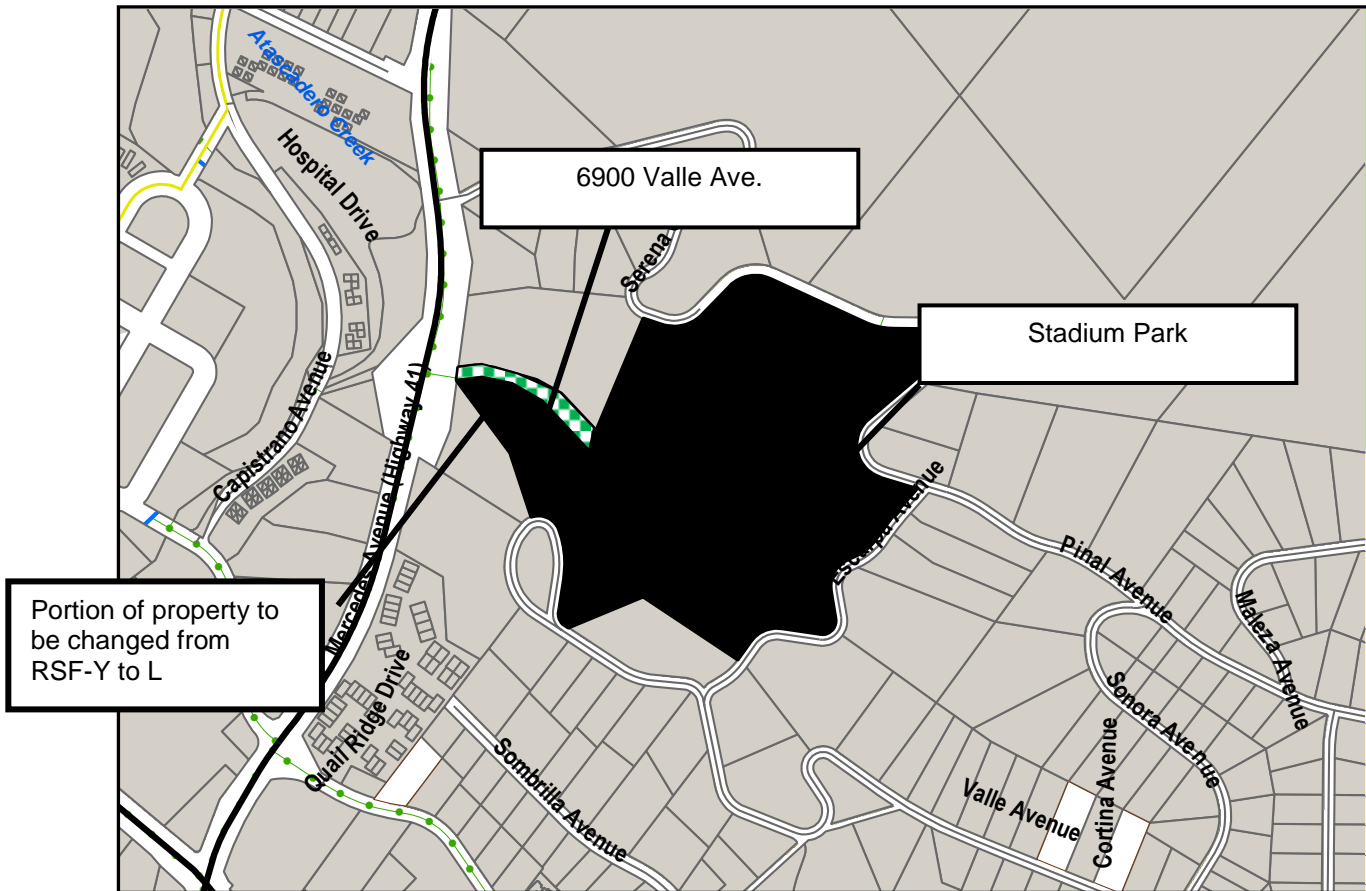 Atascadero Creek
Hospital Drive
6900 Valle Ave.
Serena
Stadium Park
Capistrano Avenue
Mercedes Avenue (Highway 41)
Pinal Avenue
Maleza Avenue
Portion of property to
be changed from
RSF-Y to L
Quail Ridge Drive
Sombrilla Avenue
Sonora Avenue
Valle Avenue
Cortina Avenue
Avenue